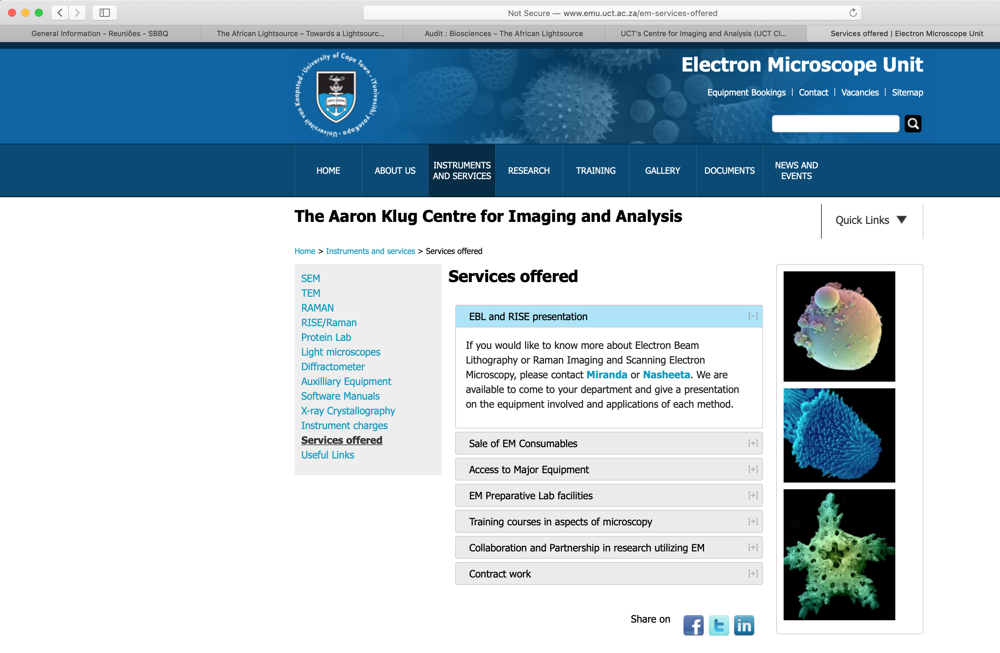 Not Secure — www.emu.uct.ac.za/em-services-offered
General Information - Reuniões - SBBQ
The African Lightsource – Towards a Lightsourc...
Audit : Biosciences – The African Lightsource
UCT's Centre for Imaging and Analysis (UCT CI...
Services offered | Electron Microscope Unit
University of Cape Town · iYunivesithi yaseKapa · Universiteit van Kaapstad ·
SPES BONA
Electron Microscope Unit
Equipment Bookings | Contact | Vacancies | Sitemap
HOME
ABOUT US
INSTRUMENTS
AND SERVICES
RESEARCH
TRAINING
GALLERY
DOCUMENTS
NEWS AND
EVENTS
The Aaron Klug Centre for Imaging and Analysis
Quick Links
Home > Instruments and services > Services offered
SEM
TEM
RAMAN
RISE/Raman
Protein Lab
Light microscopes
Diffractometer
Auxilliary Equipment
Software Manuals
X-ray Crystallography
Instrument charges
Services offered
Useful Links
Services offered
EBL and RISE presentation [−]
If you would like to know more about Electron Beam
Lithography or Raman Imaging and Scanning Electron
Microscopy, please contact Miranda or Nasheeta. We are
available to come to your department and give a presentation
on the equipment involved and applications of each method.
Sale of EM Consumables [+]
Access to Major Equipment [+]
EM Preparative Lab facilities [+]
Training courses in aspects of microscopy [+]
Collaboration and Partnership in research utilizing EM [+]
Contract work [+]
Share on
f
t
in